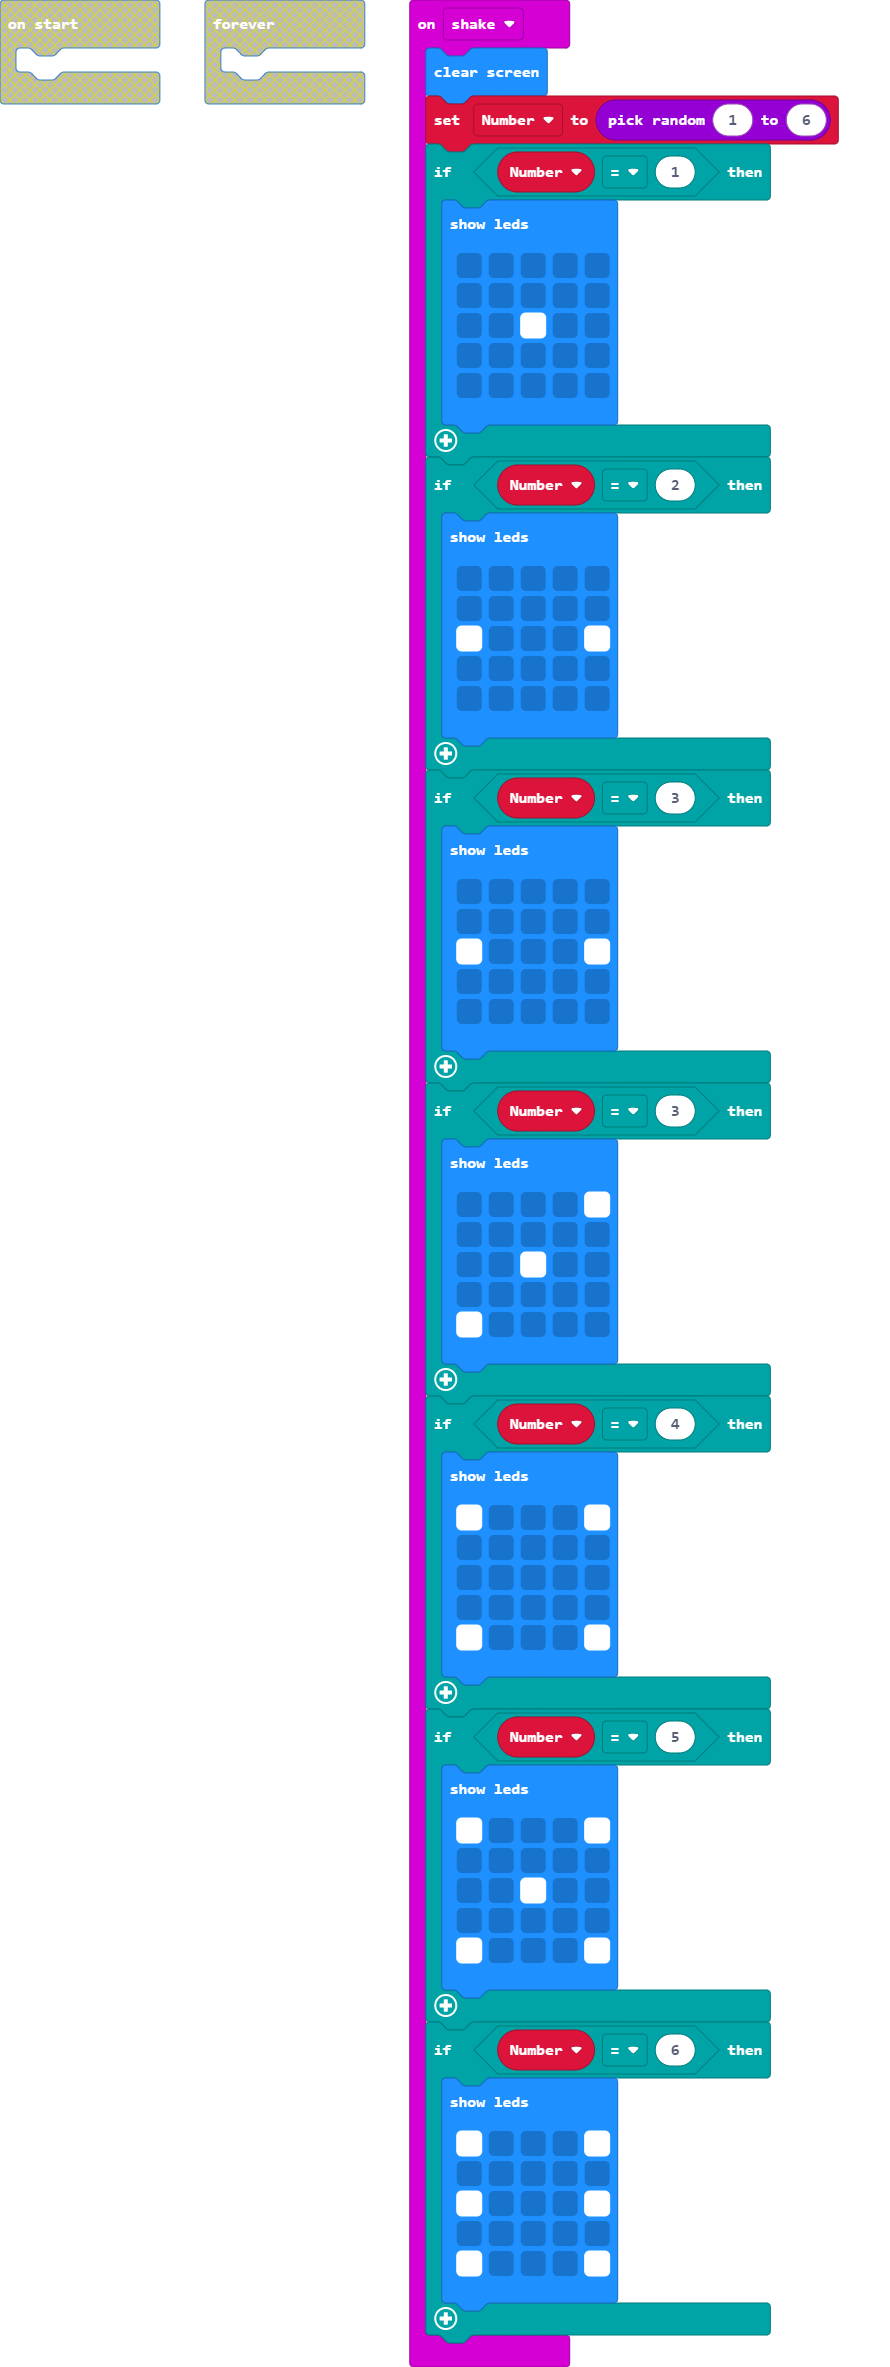 on start
forever
on shake
clear screen
set Number to pick random 1 to 6
if Number = 1 then
show leds
if Number = 2 then
show leds
if Number = 3 then
show leds
if Number = 3 then
show leds
if Number = 4 then
show leds
if Number = 5 then
show leds
if Number = 6 then
show leds